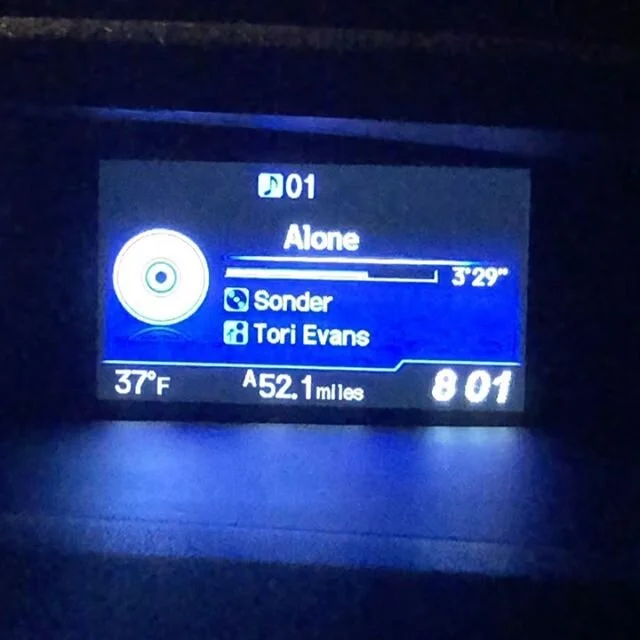 01
Alone
3'29"
Sonder
Tori Evans
37°F A52.1miles 8 01